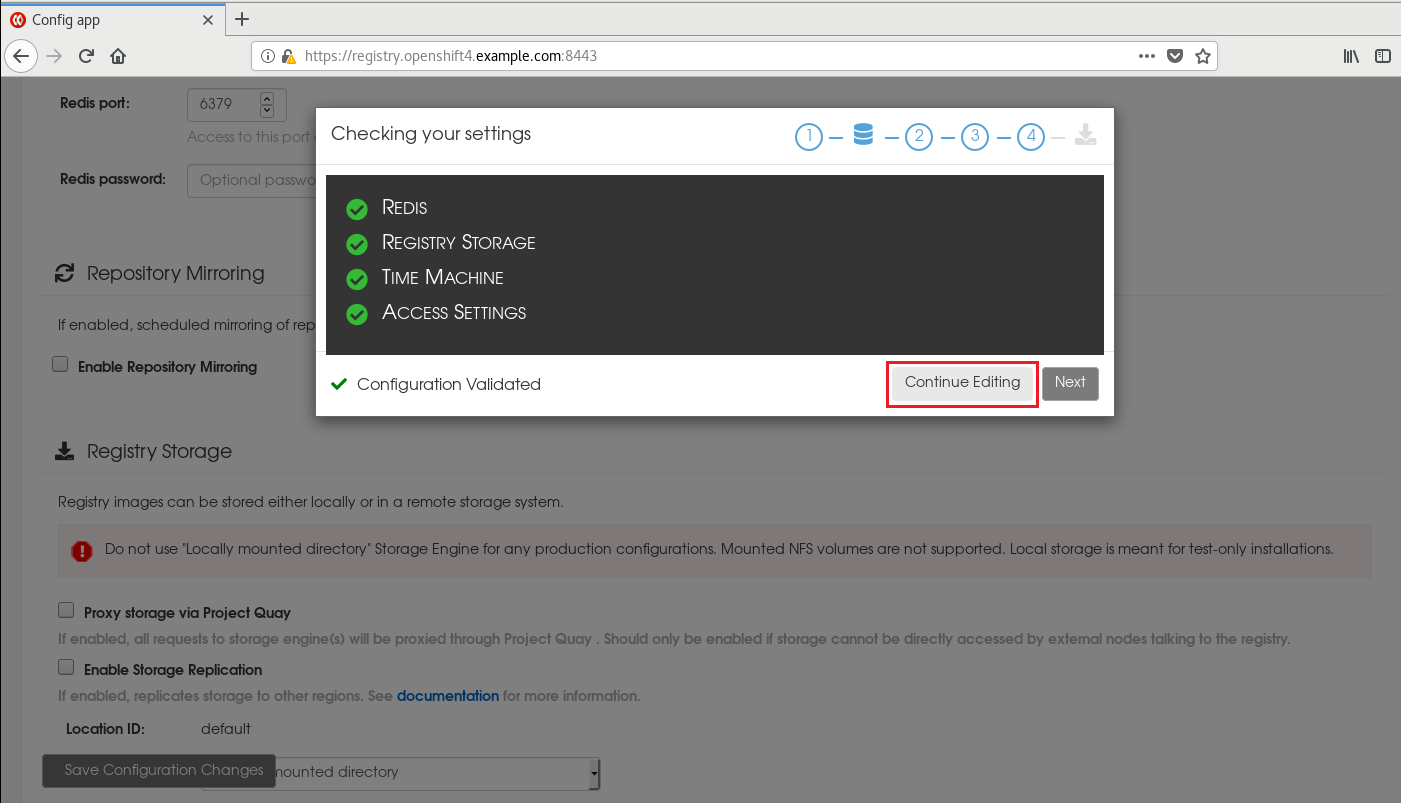 Config app
https://registry.openshift4.example.com:8443
Redis port:
6379
Access to this port
Redis password:
Optional passwo
Checking your settings
1
2
3
4
Redis
Registry Storage
Time Machine
Access Settings
Configuration Validated
Continue Editing
Next
Repository Mirroring
If enabled, scheduled mirroring of rep
Enable Repository Mirroring
Registry Storage
Registry images can be stored either locally or in a remote storage system.
Do not use "Locally mounted directory" Storage Engine for any production configurations. Mounted NFS volumes are not supported. Local storage is meant for test-only installations.
Proxy storage via Project Quay
If enabled, all requests to storage engine(s) will be proxied through Project Quay . Should only be enabled if storage cannot be directly accessed by external nodes talking to the registry.
Enable Storage Replication
If enabled, replicates storage to other regions. See documentation for more information.
Location ID: default
Save Configuration Changes
mounted directory